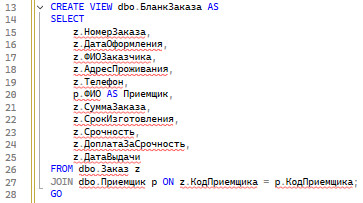 13 CREATE VIEW dbo.БланкЗаказа AS
14 SELECT
15 z.НомерЗаказа,
16 z.ДатаОформления,
17 z.ФИОЗаказчика,
18 z.АдресПроживания,
19 z.Телефон,
20 p.ФИО AS Приемщик,
21 z.СуммаЗаказа,
22 z.СрокИзготовления,
23 z.Срочность,
24 z.ДоплатаЗаСрочность,
25 z.ДатаВыдачи
26 FROM dbo.Заказ z
27 JOIN dbo.Приемщик p ON z.КодПриемщика = p.КодПриемщика;
28 GO